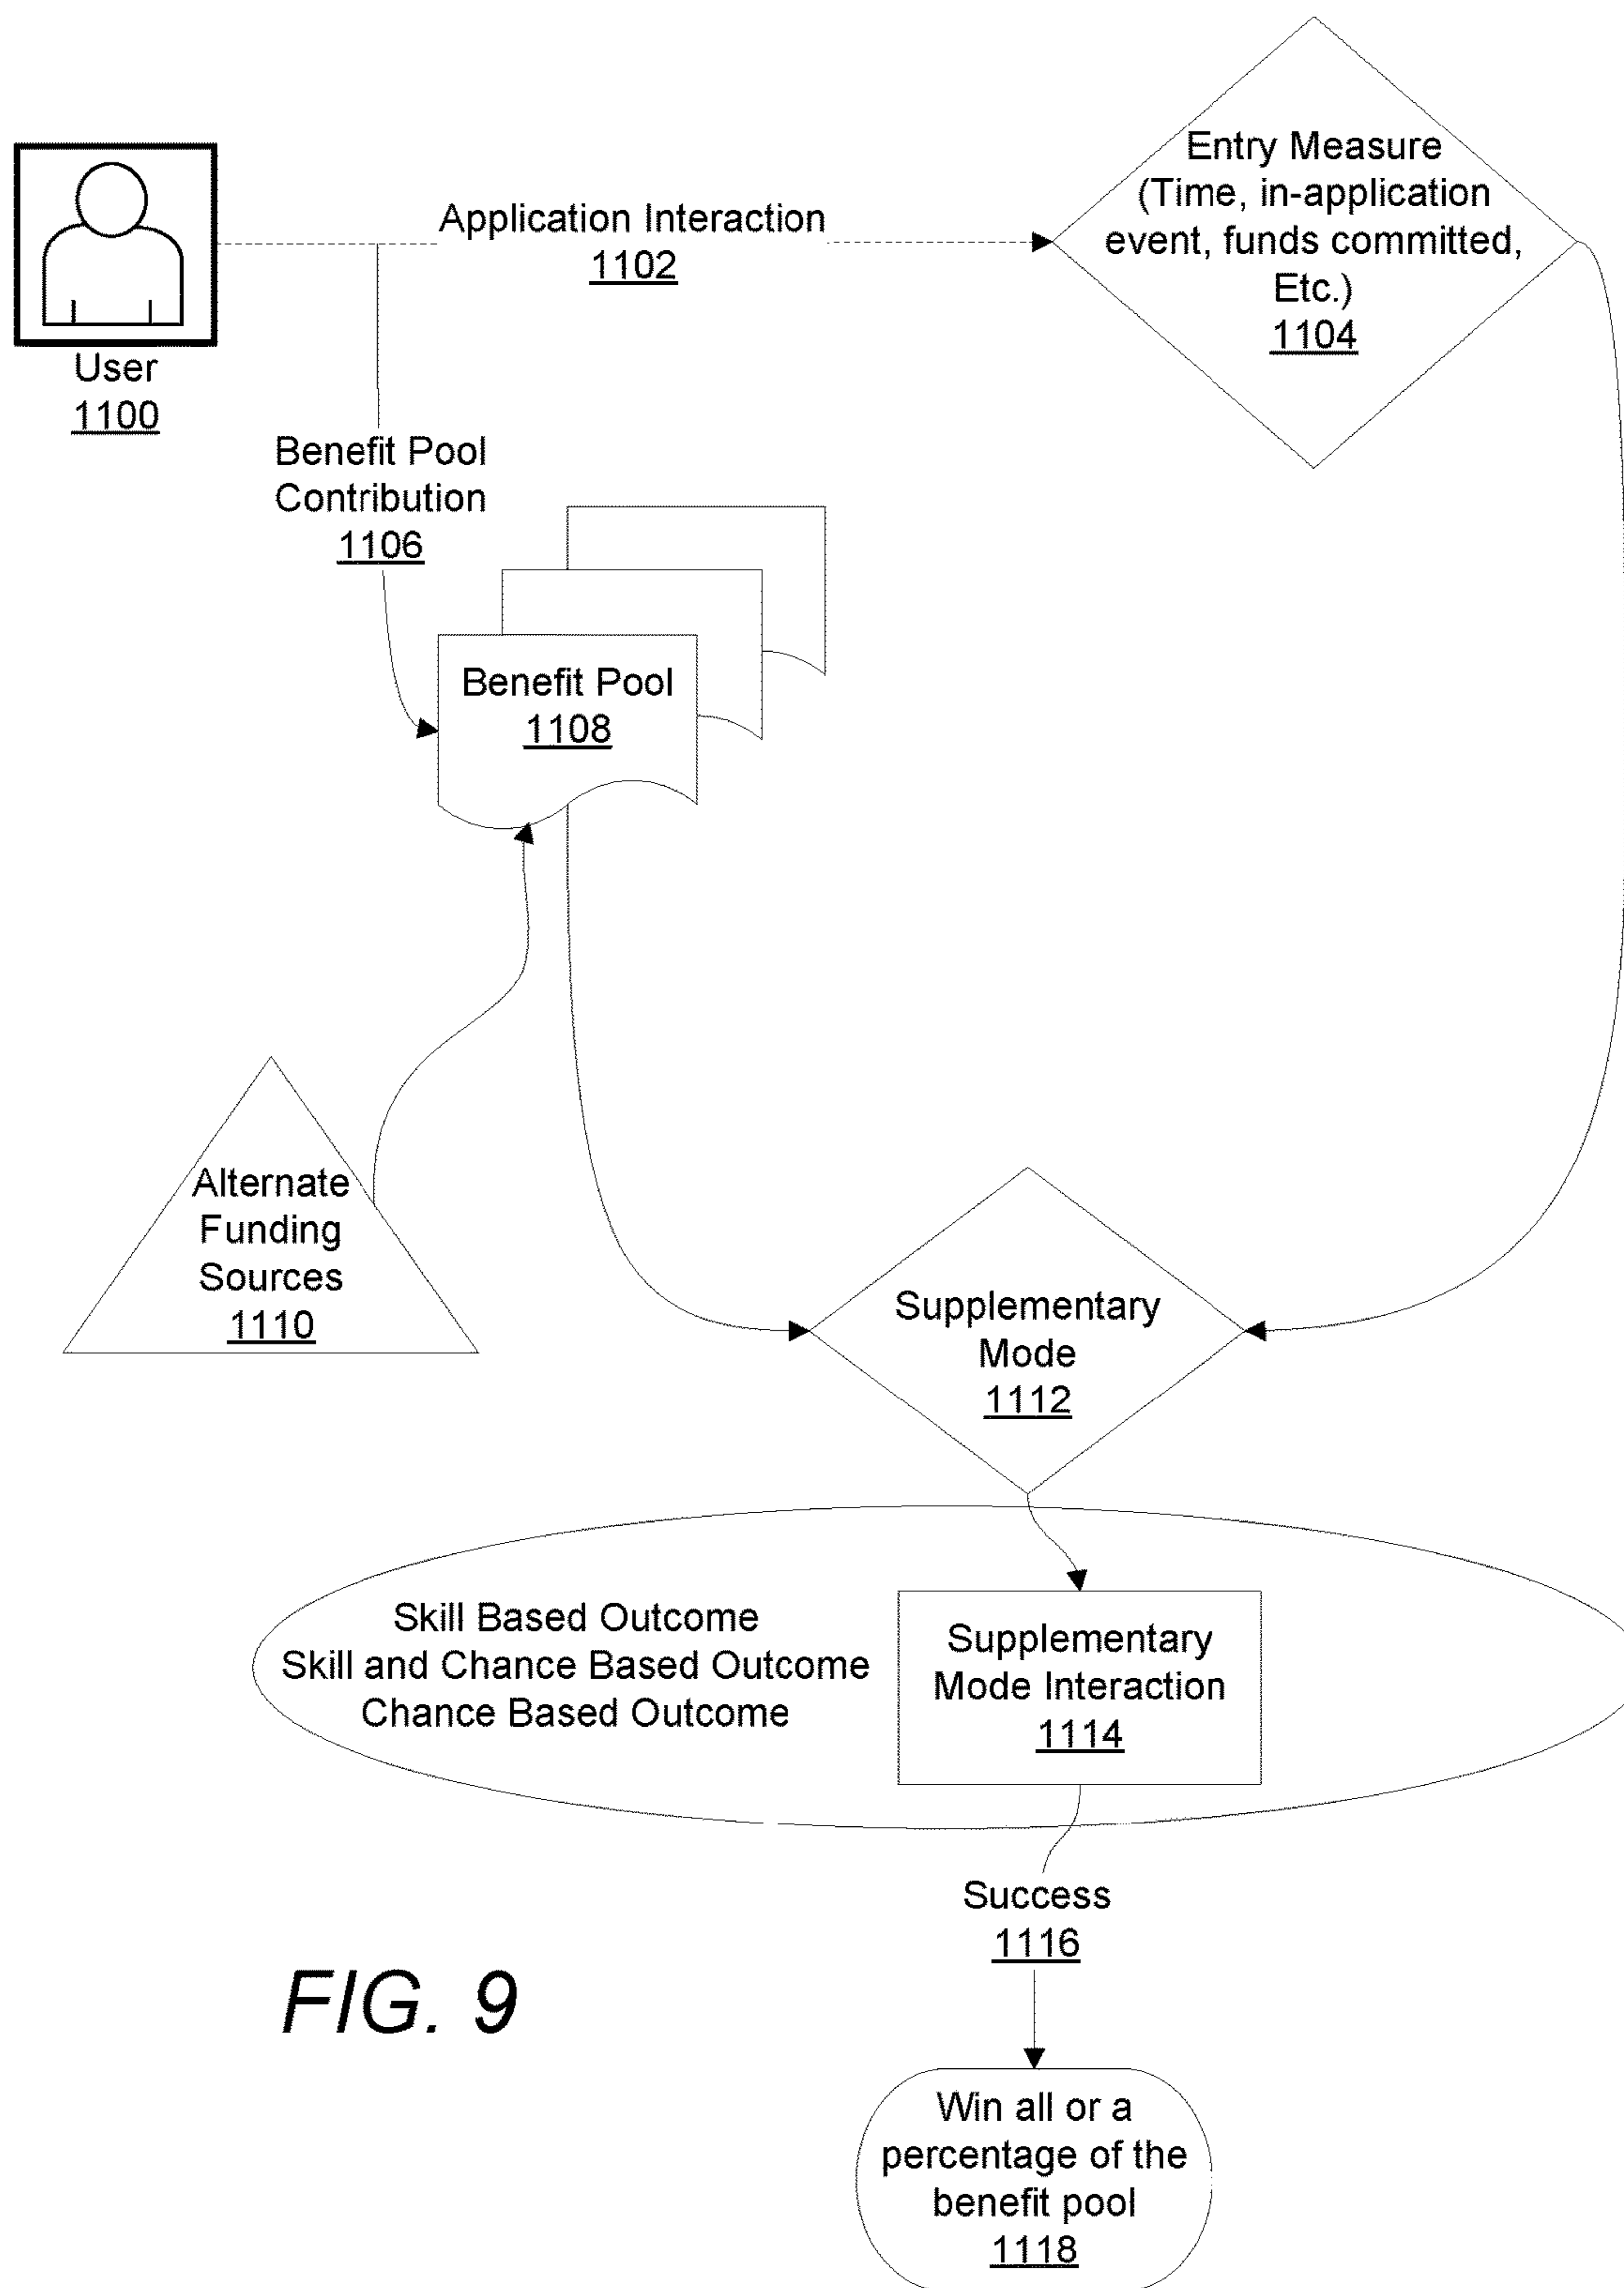 Entry Measure
(Time, in-application
event, funds committed,
Etc.)
1104
Application Interaction
1102
User
1100
Benefit Pool
Contribution
1106
Benefit Pool
1108
Alternate
Funding
Sources
1110
Supplementary
Mode
1112
Skill Based Outcome
Skill and Chance Based Outcome
Chance Based Outcome
Supplementary
Mode Interaction
1114
Success
1116
FIG. 9
Win all or a
percentage of the
benefit pool
1118